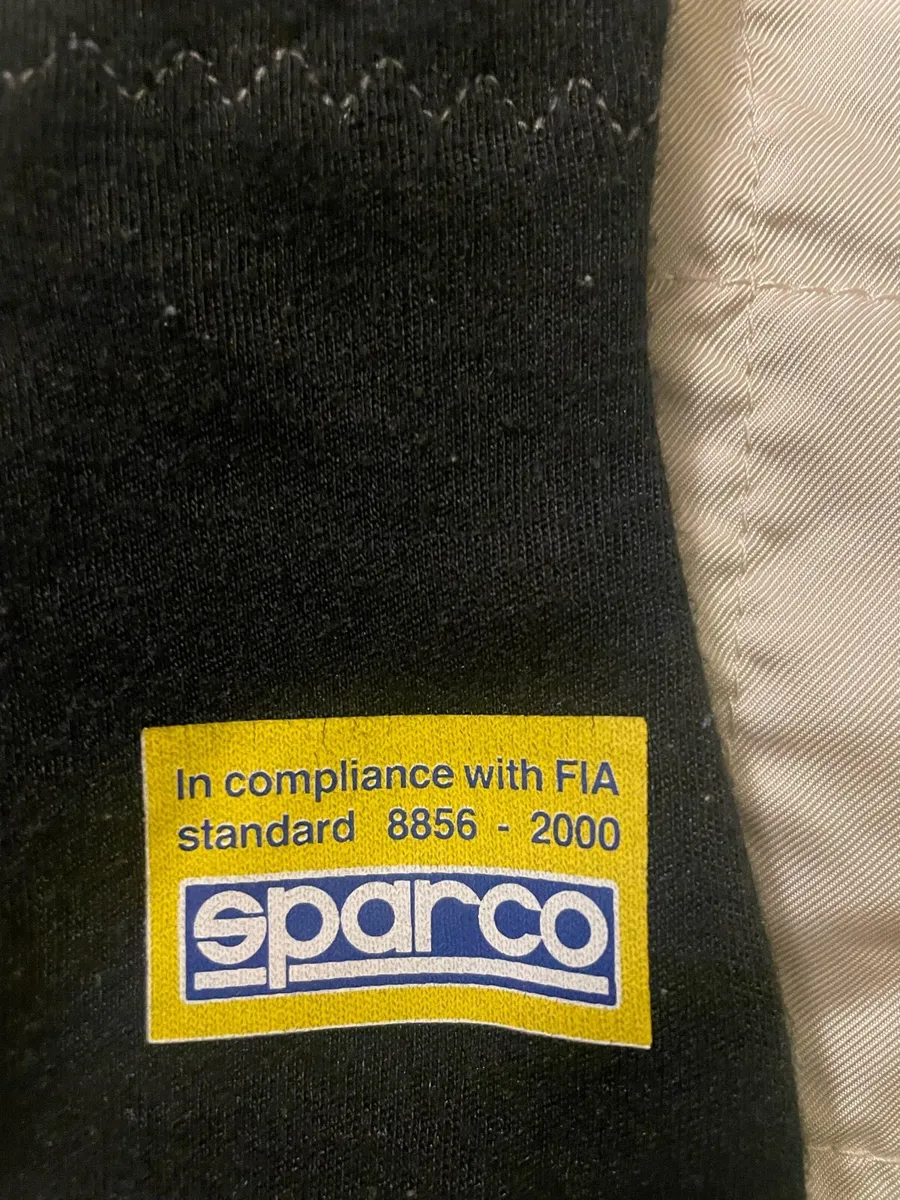 In compliance with FIA
standard 8856 - 2000
sparco